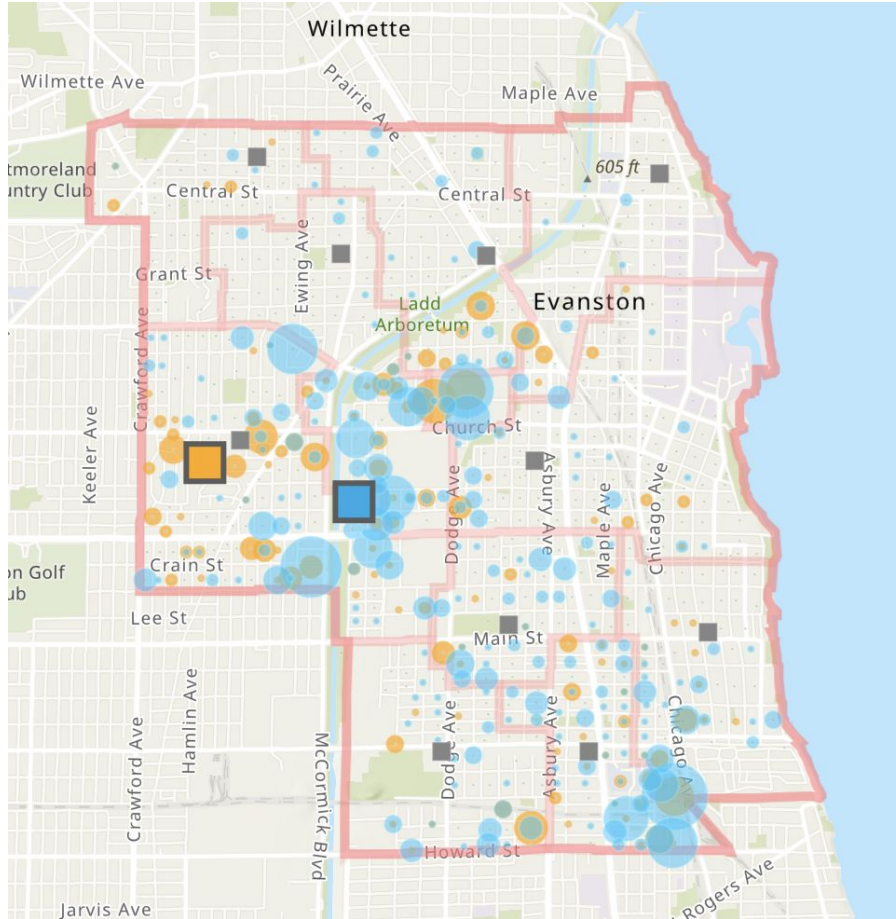 Wilmette
Wilmette Ave
Prairie Ave
Maple Ave
tmoreland
untry Club
605 ft
Central St
Central St
Ewing Ave
Grant St
Evanston
Ladd
Arboretum
Crawford Ave
Keeler Ave
Church St
Dodge Ave
Asbury Ave
Maple Ave
Chicago Ave
on Golf
ub
Crain St
Lee St
Main St
Hamlin Ave
Crawford Ave
McCormick Blvd
Dodge Ave
Asbury Ave
Chicago Ave
Howard St
Rogers Ave
Jarvis Ave